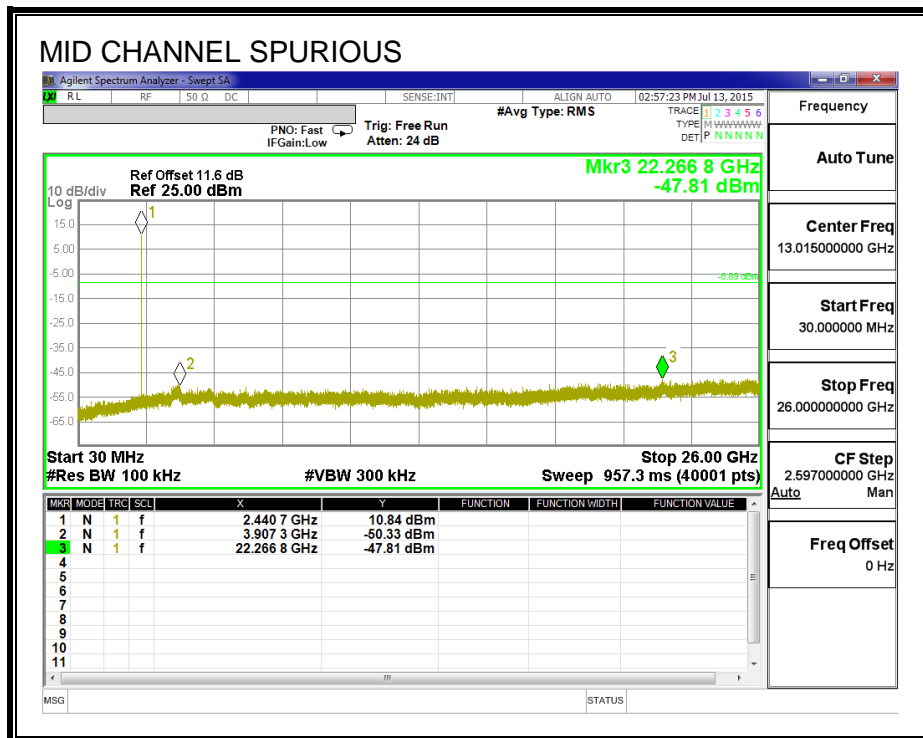 MID CHANNEL SPURIOUS
Agilent Spectrum Analyzer - Swept SA
LXI RL RF 50 Ω DC SENSE:INT ALIGN AUTO 02:57:23 PM Jul 13, 2015
#Avg Type: RMS
TRACE 1 2 3 4 5 6
TYPE M WWWWW
DET P N N N N N
PNO: Fast
IFGain:Low
Trig: Free Run
Atten: 24 dB
Mkr3 22.266 8 GHz
-47.81 dBm
Ref Offset 11.6 dB
Ref 25.00 dBm
10 dB/div
Log
15.0
5.00
-5.00
-15.0
-25.0
-35.0
-45.0
-55.0
-65.0
1
2
3
Start 30 MHz
Stop 26.00 GHz
#Res BW 100 kHz
#VBW 300 kHz
Sweep 957.3 ms (40001 pts)
MKR MODE TRC SCL X Y FUNCTION FUNCTION WIDTH FUNCTION VALUE
1 N 1 f 2.440 7 GHz 10.84 dBm
2 N 1 f 3.907 3 GHz -50.33 dBm
3 N 1 f 22.266 8 GHz -47.81 dBm
4
5
6
7
8
9
10
11
MSG
STATUS
Frequency
Auto Tune
Center Freq
13.015000000 GHz
Start Freq
30.000000 MHz
Stop Freq
26.000000000 GHz
CF Step
2.597000000 GHz
Auto Man
Freq Offset
0 Hz